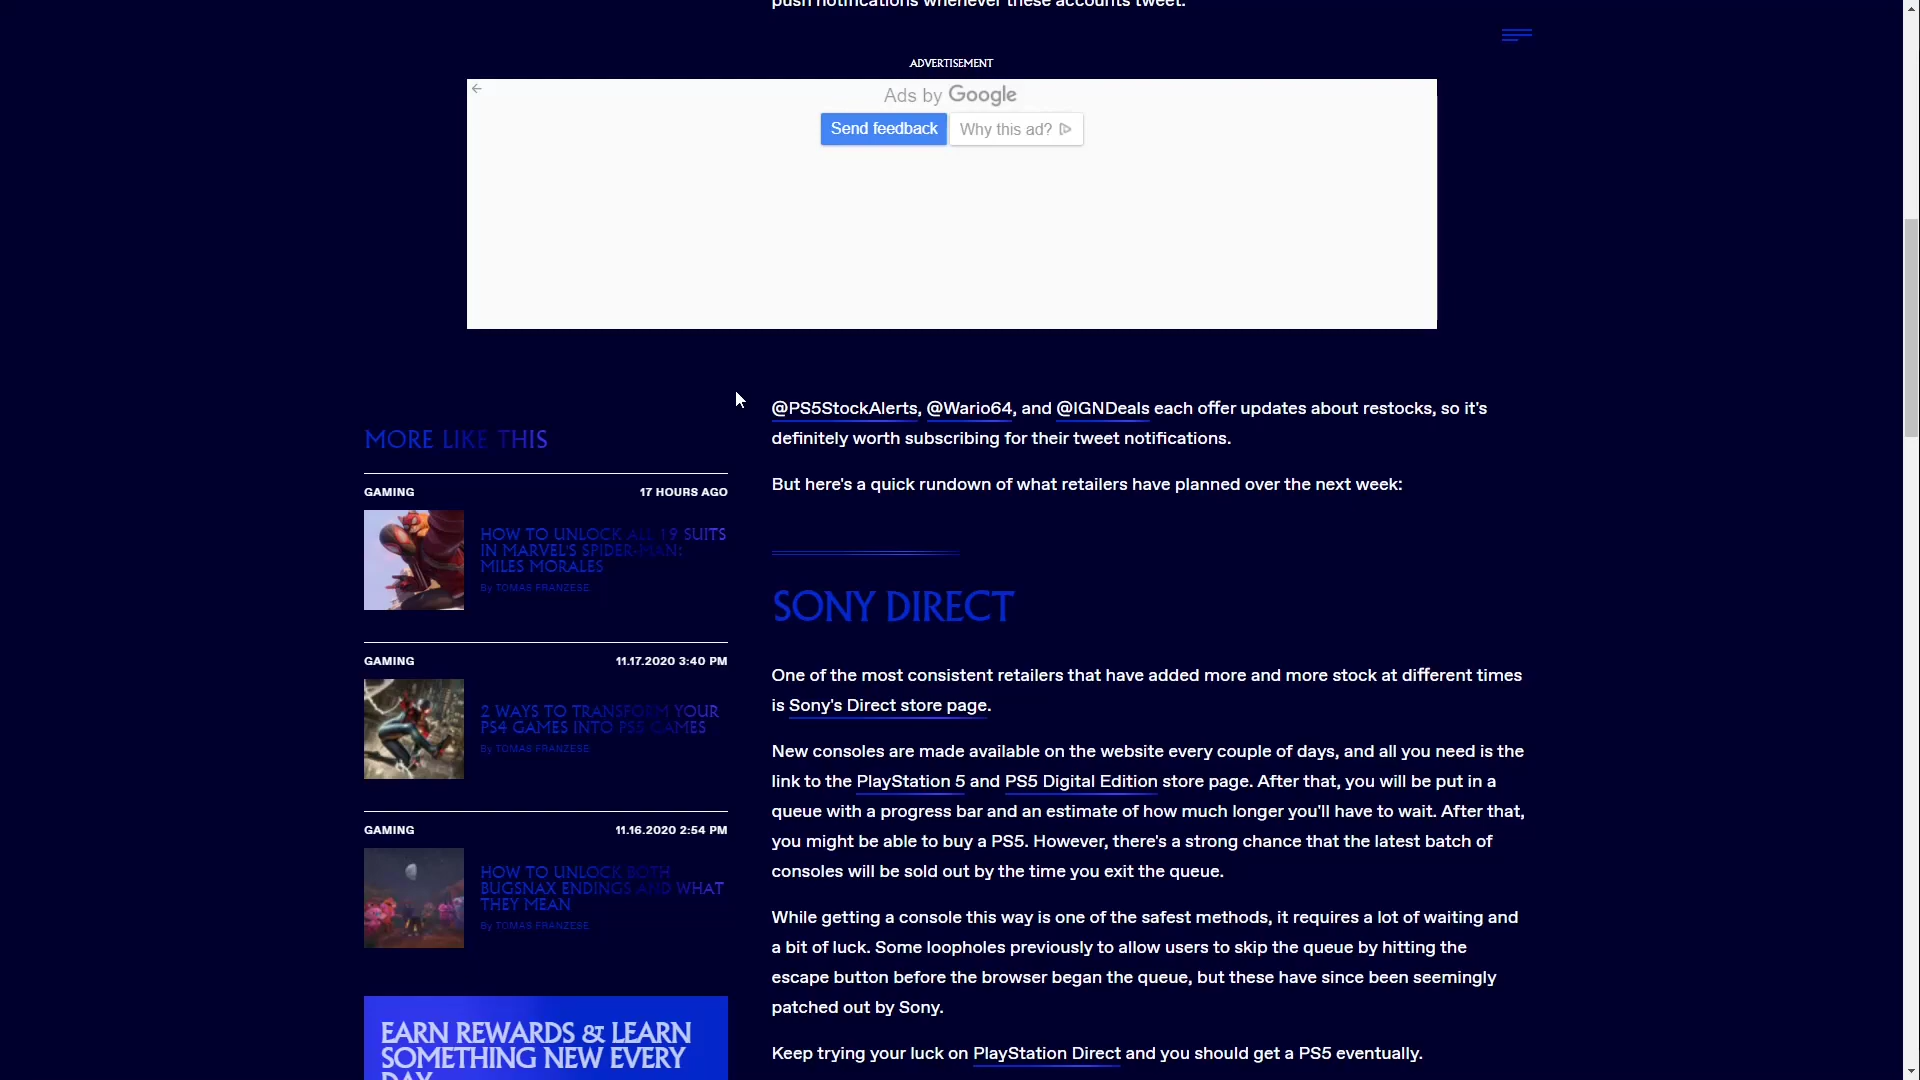 push notifications whenever these accounts tweet.
ADVERTISEMENT
Ads by Google
Send feedback
Why this ad?
MORE LIKE THIS
GAMING
17 HOURS AGO
HOW TO UNLOCK ALL 19 SUITS
IN MARVEL'S SPIDER-MAN:
MILES MORALES
By TOMAS FRANZESE
GAMING
11.17.2020 3:40 PM
2 WAYS TO TRANSFORM YOUR
PS4 GAMES INTO PS5 GAMES
By TOMAS FRANZESE
GAMING
11.16.2020 2:54 PM
HOW TO UNLOCK BOTH
BUGSNAX ENDINGS AND WHAT
THEY MEAN
By TOMAS FRANZESE
EARN REWARDS & LEARN
SOMETHING NEW EVERY
DAY
@PS5StockAlerts, @Wario64, and @IGNDeals each offer updates about restocks, so it's
definitely worth subscribing for their tweet notifications.
But here's a quick rundown of what retailers have planned over the next week:
SONY DIRECT
One of the most consistent retailers that have added more and more stock at different times
is Sony's Direct store page.
New consoles are made available on the website every couple of days, and all you need is the
link to the PlayStation 5 and PS5 Digital Edition store page. After that, you will be put in a
queue with a progress bar and an estimate of how much longer you'll have to wait. After that,
you might be able to buy a PS5. However, there's a strong chance that the latest batch of
consoles will be sold out by the time you exit the queue.
While getting a console this way is one of the safest methods, it requires a lot of waiting and
a bit of luck. Some loopholes previously to allow users to skip the queue by hitting the
escape button before the browser began the queue, but these have since been seemingly
patched out by Sony.
Keep trying your luck on PlayStation Direct and you should get a PS5 eventually.